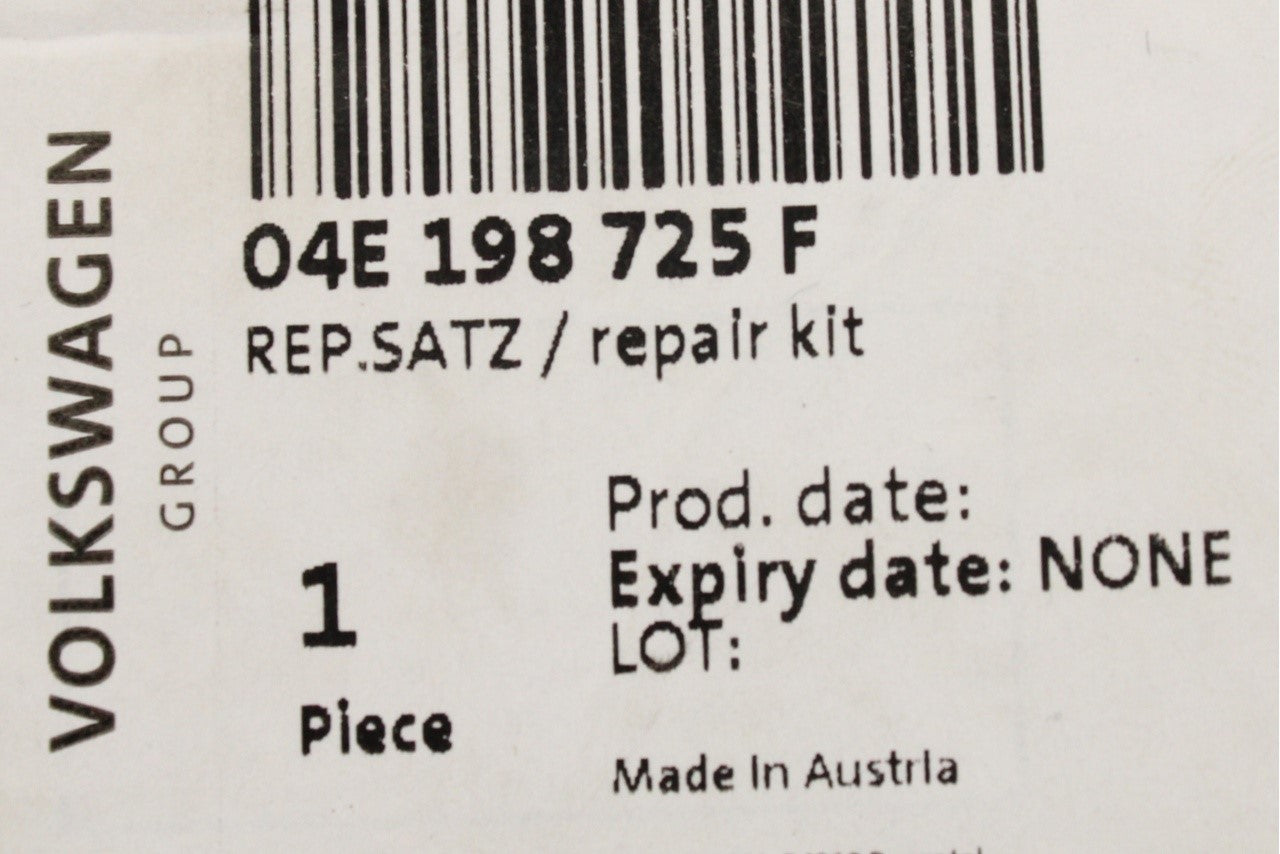 VOLKSWAGEN
GROUP
04E 198 725 F
REP.SATZ / repair kit
1
Piece
Prod. date:
Expiry date: NONE
LOT:
Made In Austria